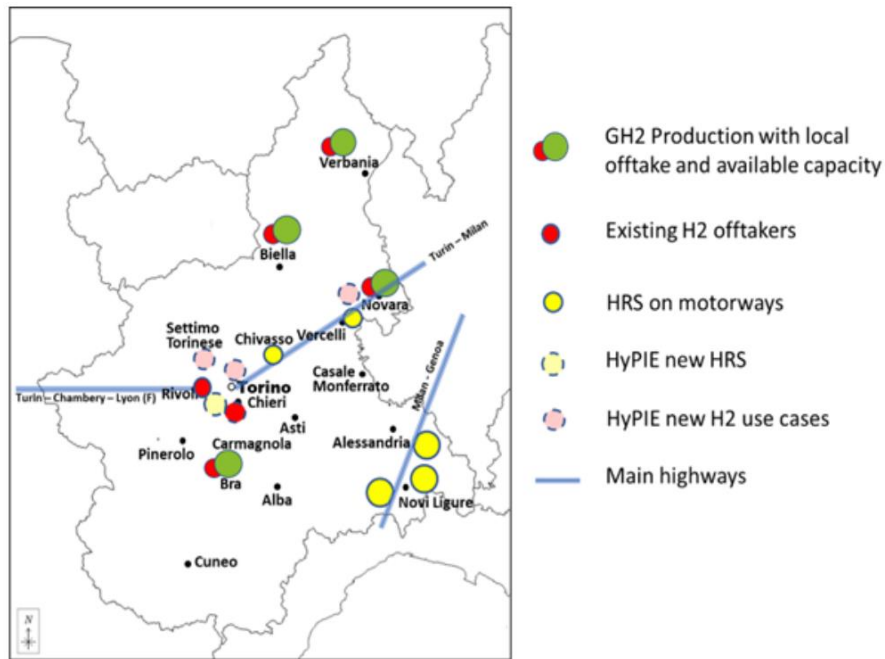 Verbania
Biella
Turin – Milan
Novara
Settimo
Torinese
Chivasso
Vercelli
Casale
Monferrato
Milan - Genoa
Rivoli
Torino
Turin – Chambery – Lyon (F)
Chieri
Asti
Alessandria
Pinerolo
Carmagnola
Bra
Alba
Novi Ligure
Cuneo
N
GH2 Production with local
offtake and available capacity
Existing H2 offtakers
HRS on motorways
HyPIE new HRS
HyPIE new H2 use cases
Main highways